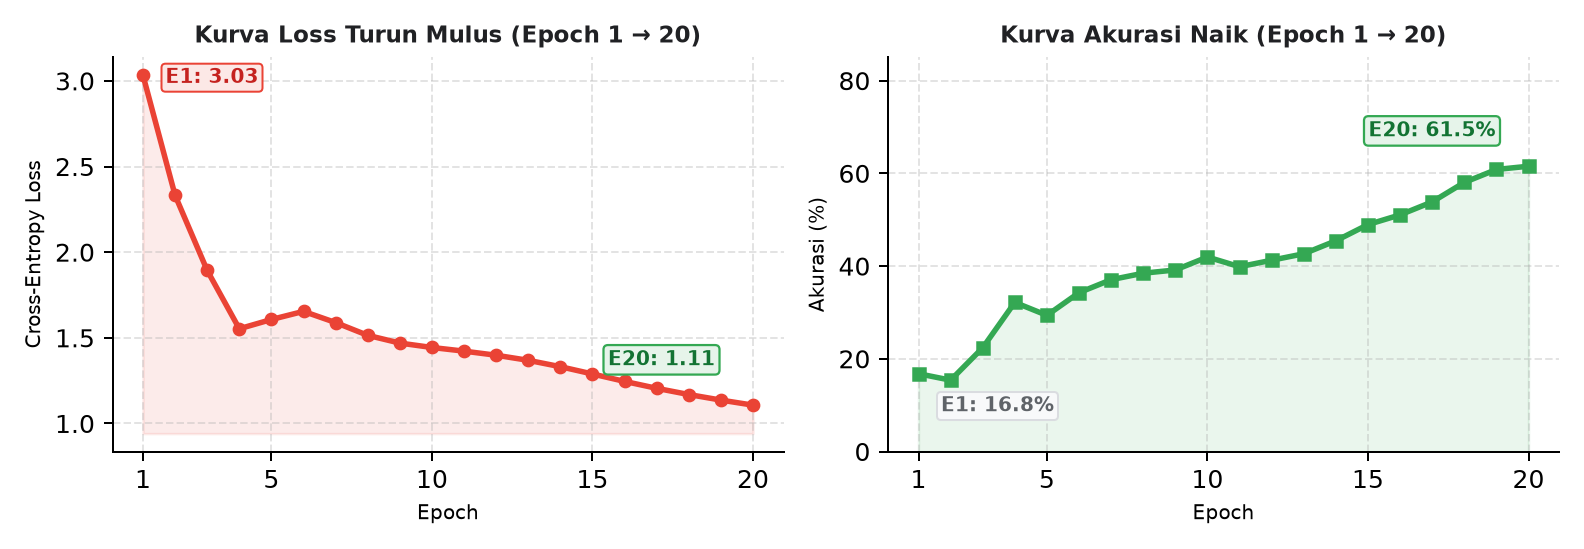 Kurva Loss Turun Mulus (Epoch 1 → 20)
Cross-Entropy Loss
3.0
2.5
2.0
1.5
1.0
E1: 3.03
E20: 1.11
1 5 10 15 20
Epoch
Kurva Akurasi Naik (Epoch 1 → 20)
Akurasi (%)
80
60
40
20
0
E20: 61.5%
E1: 16.8%
1 5 10 15 20
Epoch